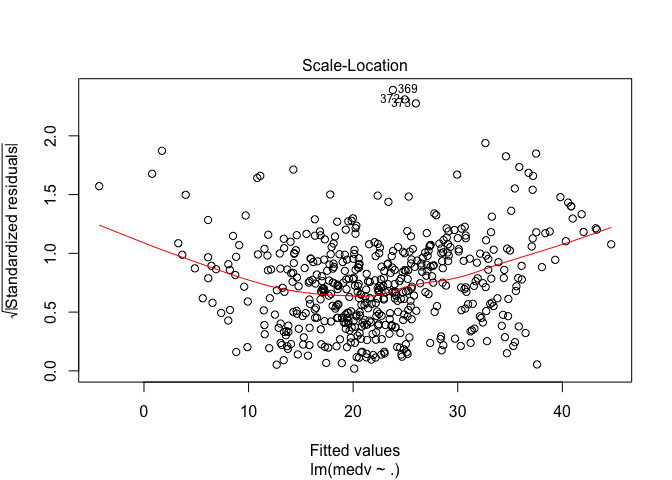 Scale-Location
√|Standardized residuals|
2.0
1.5
1.0
0.5
0.0
369
372
373
0 10 20 30 40
Fitted values
lm(medv ~ .)